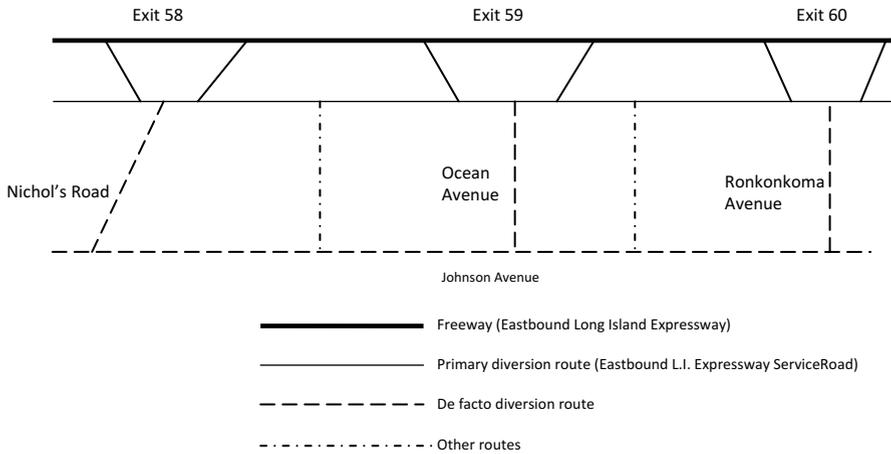 Exit 58
Exit 59
Exit 60
Nichol's Road
Ocean
Avenue
Ronkonkoma
Avenue
Johnson Avenue
Freeway (Eastbound Long Island Expressway)
Primary diversion route (Eastbound L.I. Expressway ServiceRoad)
De facto diversion route
Other routes